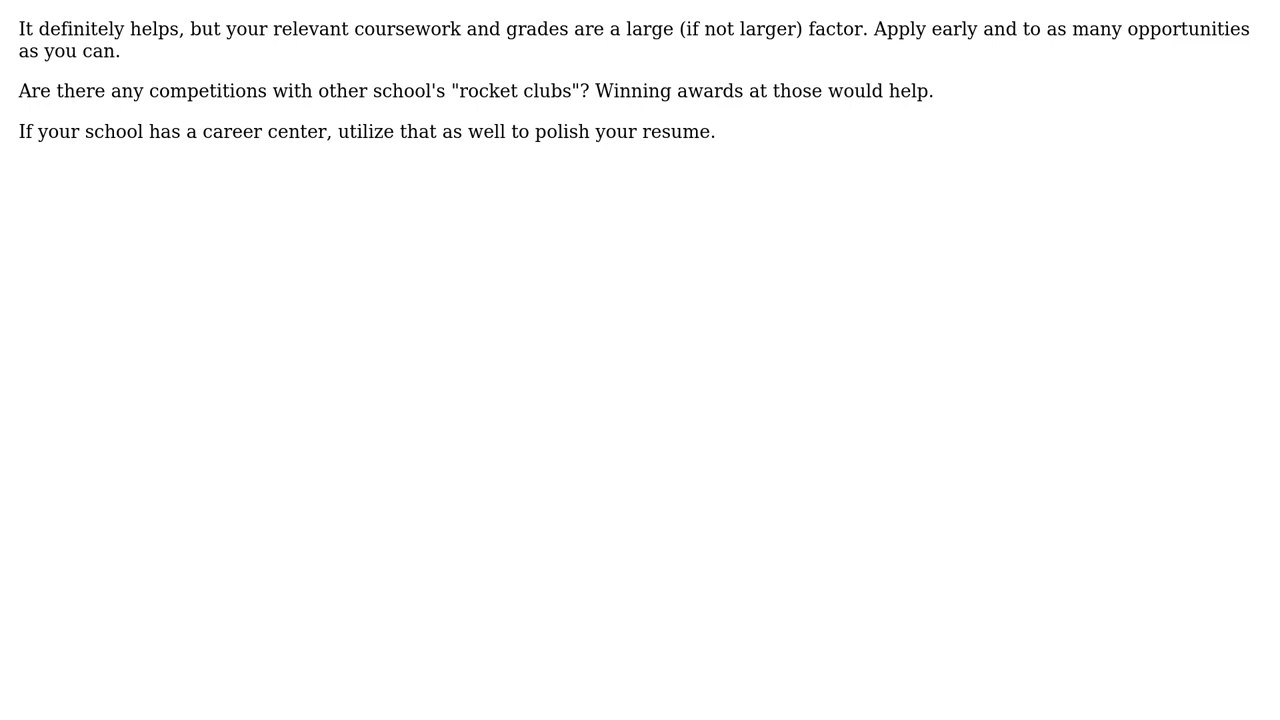 It definitely helps, but your relevant coursework and grades are a large (if not larger) factor. Apply early and to as many opportunities
as you can.
Are there any competitions with other school's "rocket clubs"? Winning awards at those would help.
If your school has a career center, utilize that as well to polish your resume.